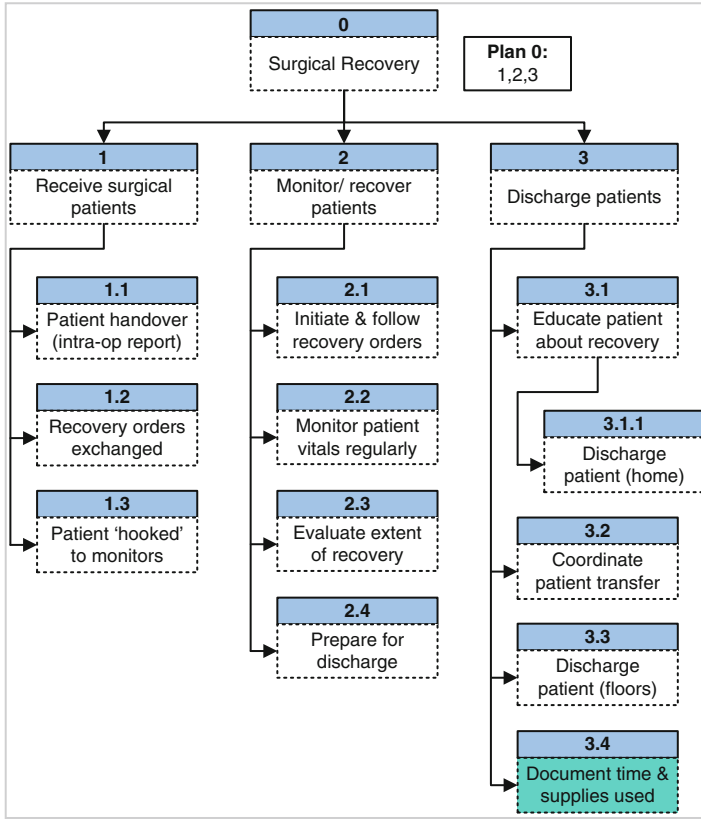 0
Surgical Recovery
Plan 0:
1,2,3
1
Receive surgical
patients
2
Monitor/ recover
patients
3
Discharge patients
1.1
Patient handover
(intra-op report)
1.2
Recovery orders
exchanged
1.3
Patient ‘hooked’
to monitors
2.1
Initiate & follow
recovery orders
2.2
Monitor patient
vitals regularly
2.3
Evaluate extent
of recovery
2.4
Prepare for
discharge
3.1
Educate patient
about recovery
3.1.1
Discharge
patient (home)
3.2
Coordinate
patient transfer
3.3
Discharge
patient (floors)
3.4
Document time &
supplies used